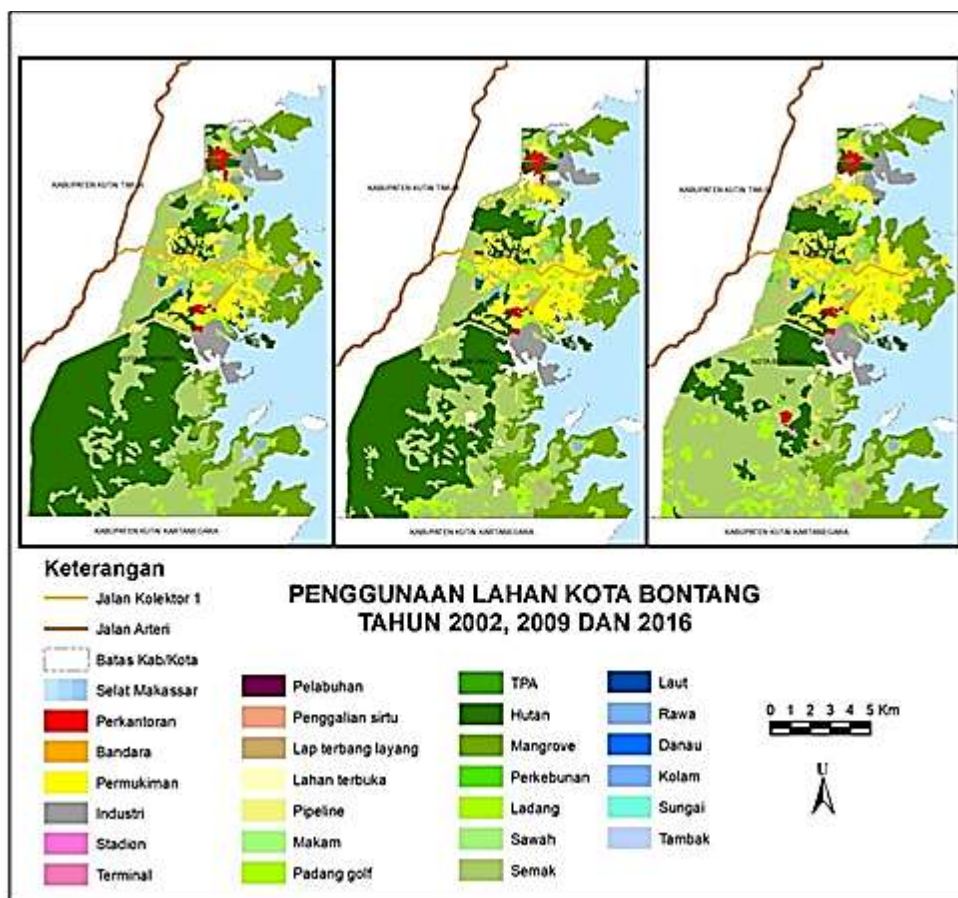 KABUPATEN KUTAI TIMUR
KABUPATEN KUTAI KARTANEGARA
KABUPATEN KUTAI TIMUR
KABUPATEN KUTAI KARTANEGARA
KABUPATEN KUTAI TIMUR
KOTA
KABUPATEN KUTAI KARTANEGARA
Keterangan
Jalan Kolektor 1
Jalan Arteri
Batas Kab/Kota
Selat Makassar
Perkantoran
Bandara
Permukiman
Industri
Stadion
Terminal
PENGGUNAAN LAHAN KOTA BONTANG
TAHUN 2002, 2009 DAN 2016
Pelabuhan
Penggalian sirtu
Lap terbang layang
Lahan terbuka
Pipeline
Makam
Padang golf
TPA
Hutan
Mangrove
Perkebunan
Ladang
Sawah
Semak
Laut
Rawa
Danau
Kolam
Sungai
Tambak
0 1 2 3 4 5 Km
U